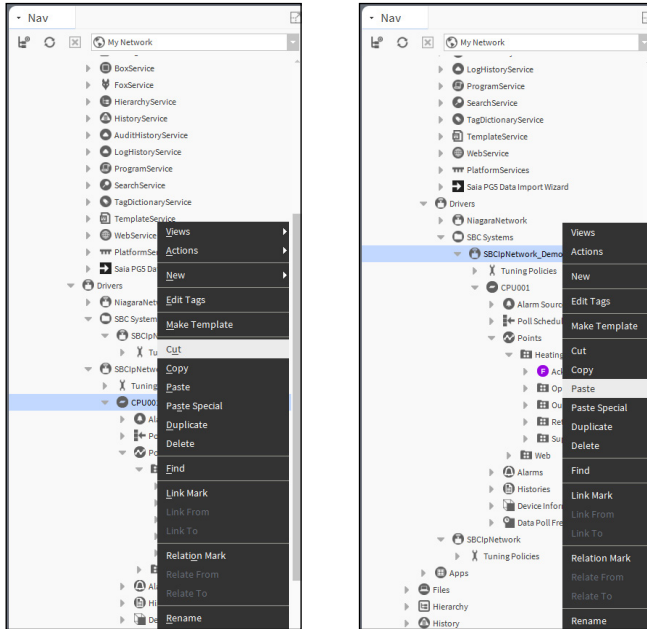 Nav
My Network
BoxService
FoxService
HierarchyService
HistoryService
AuditHistoryService
LogHistoryService
ProgramService
SearchService
TagDictionaryService
TemplateService
WebService
PlatformSe
Saia PG5 Da
Drivers
NiagaraNet
SBC System
SBCIpN
Tu
SBCIpNetw
Tuning
CPU001
Al
Po
Po
Al
Hi
De
Views
Actions
New
Edit Tags
Make Template
Cut
Copy
Paste
Paste Special
Duplicate
Delete
Find
Link Mark
Link From
Link To
Relation Mark
Relate From
Relate To
Rename
Nav
My Network
LogHistoryService
ProgramService
SearchService
TagDictionaryService
TemplateService
WebService
PlatformServices
Saia PG5 Data Import Wizard
Drivers
NiagaraNetwork
SBC Systems
SBCIpNetwork_Demo
Tuning Policies
CPU001
Alarm Sourc
Poll Schedul
Points
Heating
Ack
Op
Ou
Ret
Sup
Web
Alarms
Histories
Device Infor
Data Poll Fre
SBCIpNetwork
Tuning Policies
Apps
Files
Hierarchy
History
Views
Actions
New
Edit Tags
Make Template
Cut
Copy
Paste
Paste Special
Duplicate
Delete
Find
Link Mark
Link From
Link To
Relation Mark
Relate From
Relate To
Rename